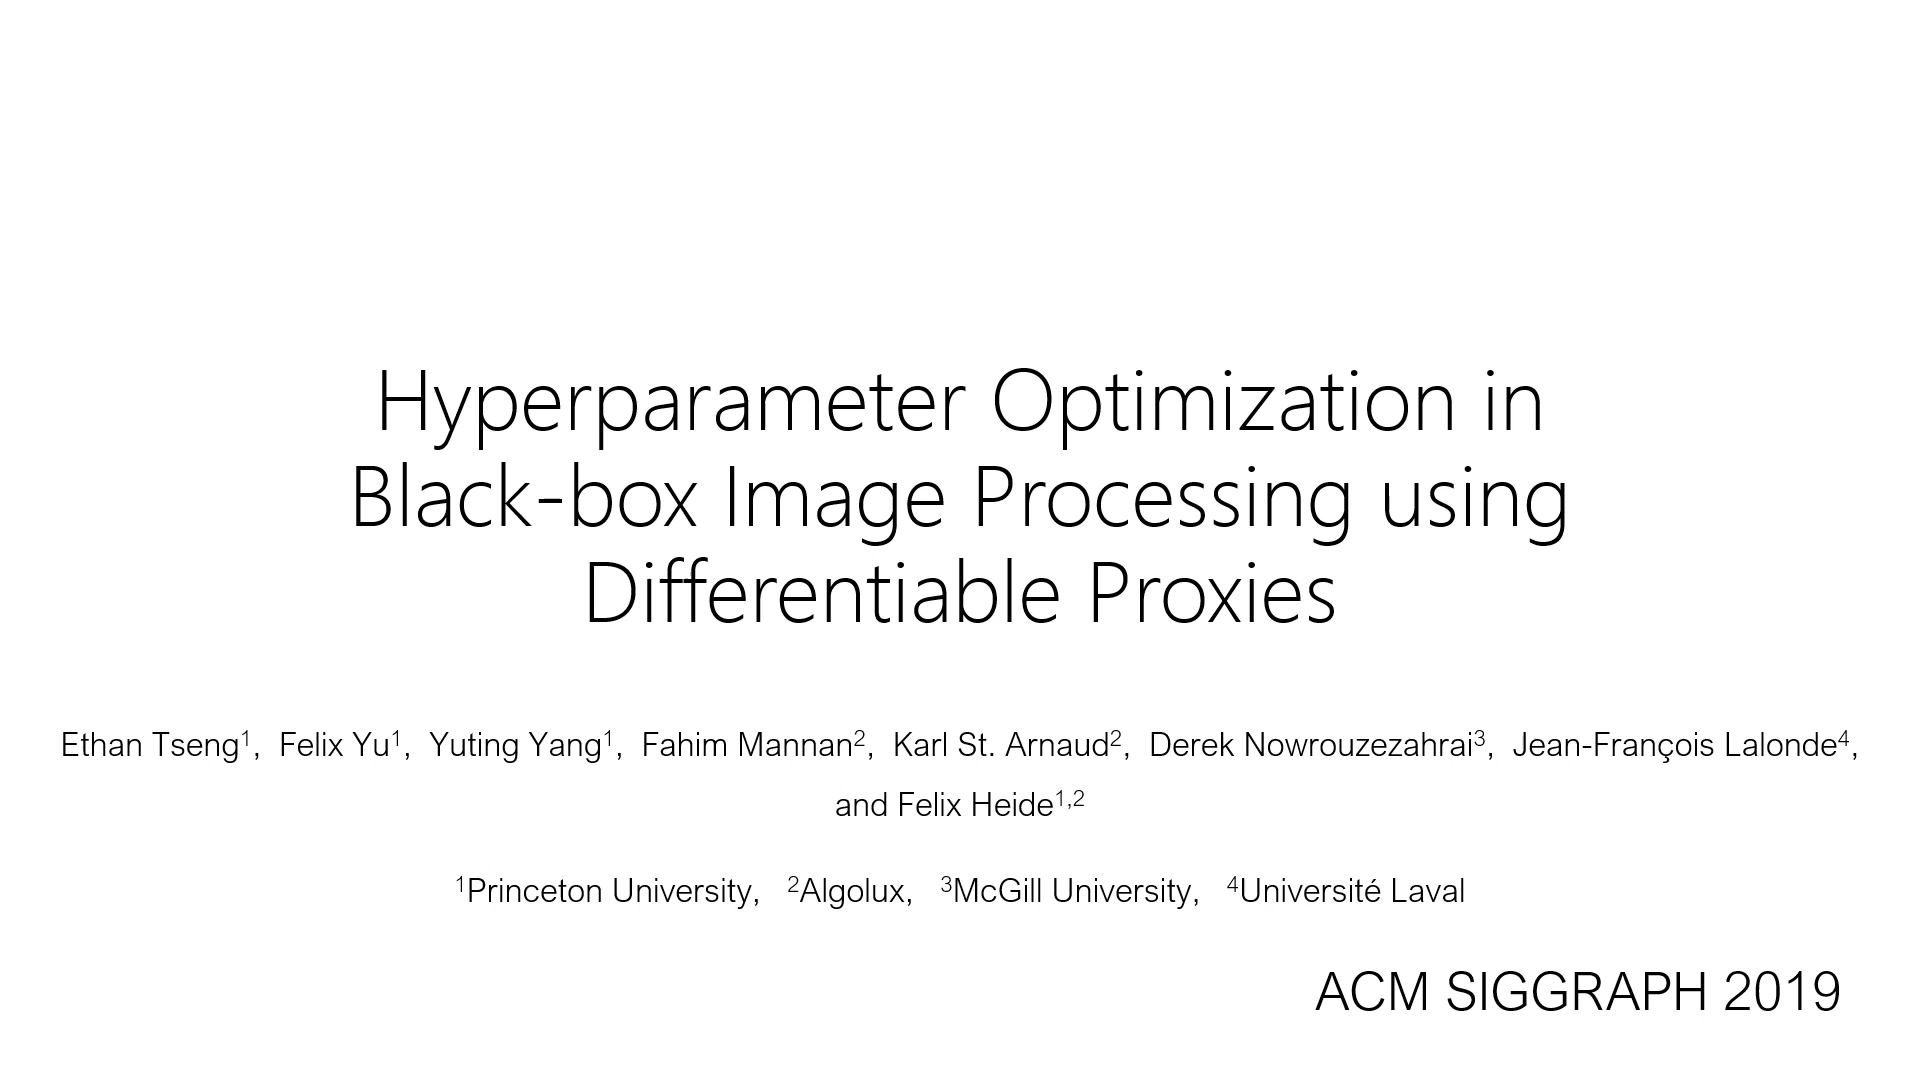 Hyperparameter Optimization in
Black-box Image Processing using
Differentiable Proxies
Ethan Tseng¹, Felix Yu¹, Yuting Yang¹, Fahim Mannan², Karl St. Arnaud², Derek Nowrouzezahrai³, Jean-François Lalonde⁴,
and Felix Heide¹,²
¹Princeton University, ²Algolux, ³McGill University, ⁴Université Laval
ACM SIGGRAPH 2019